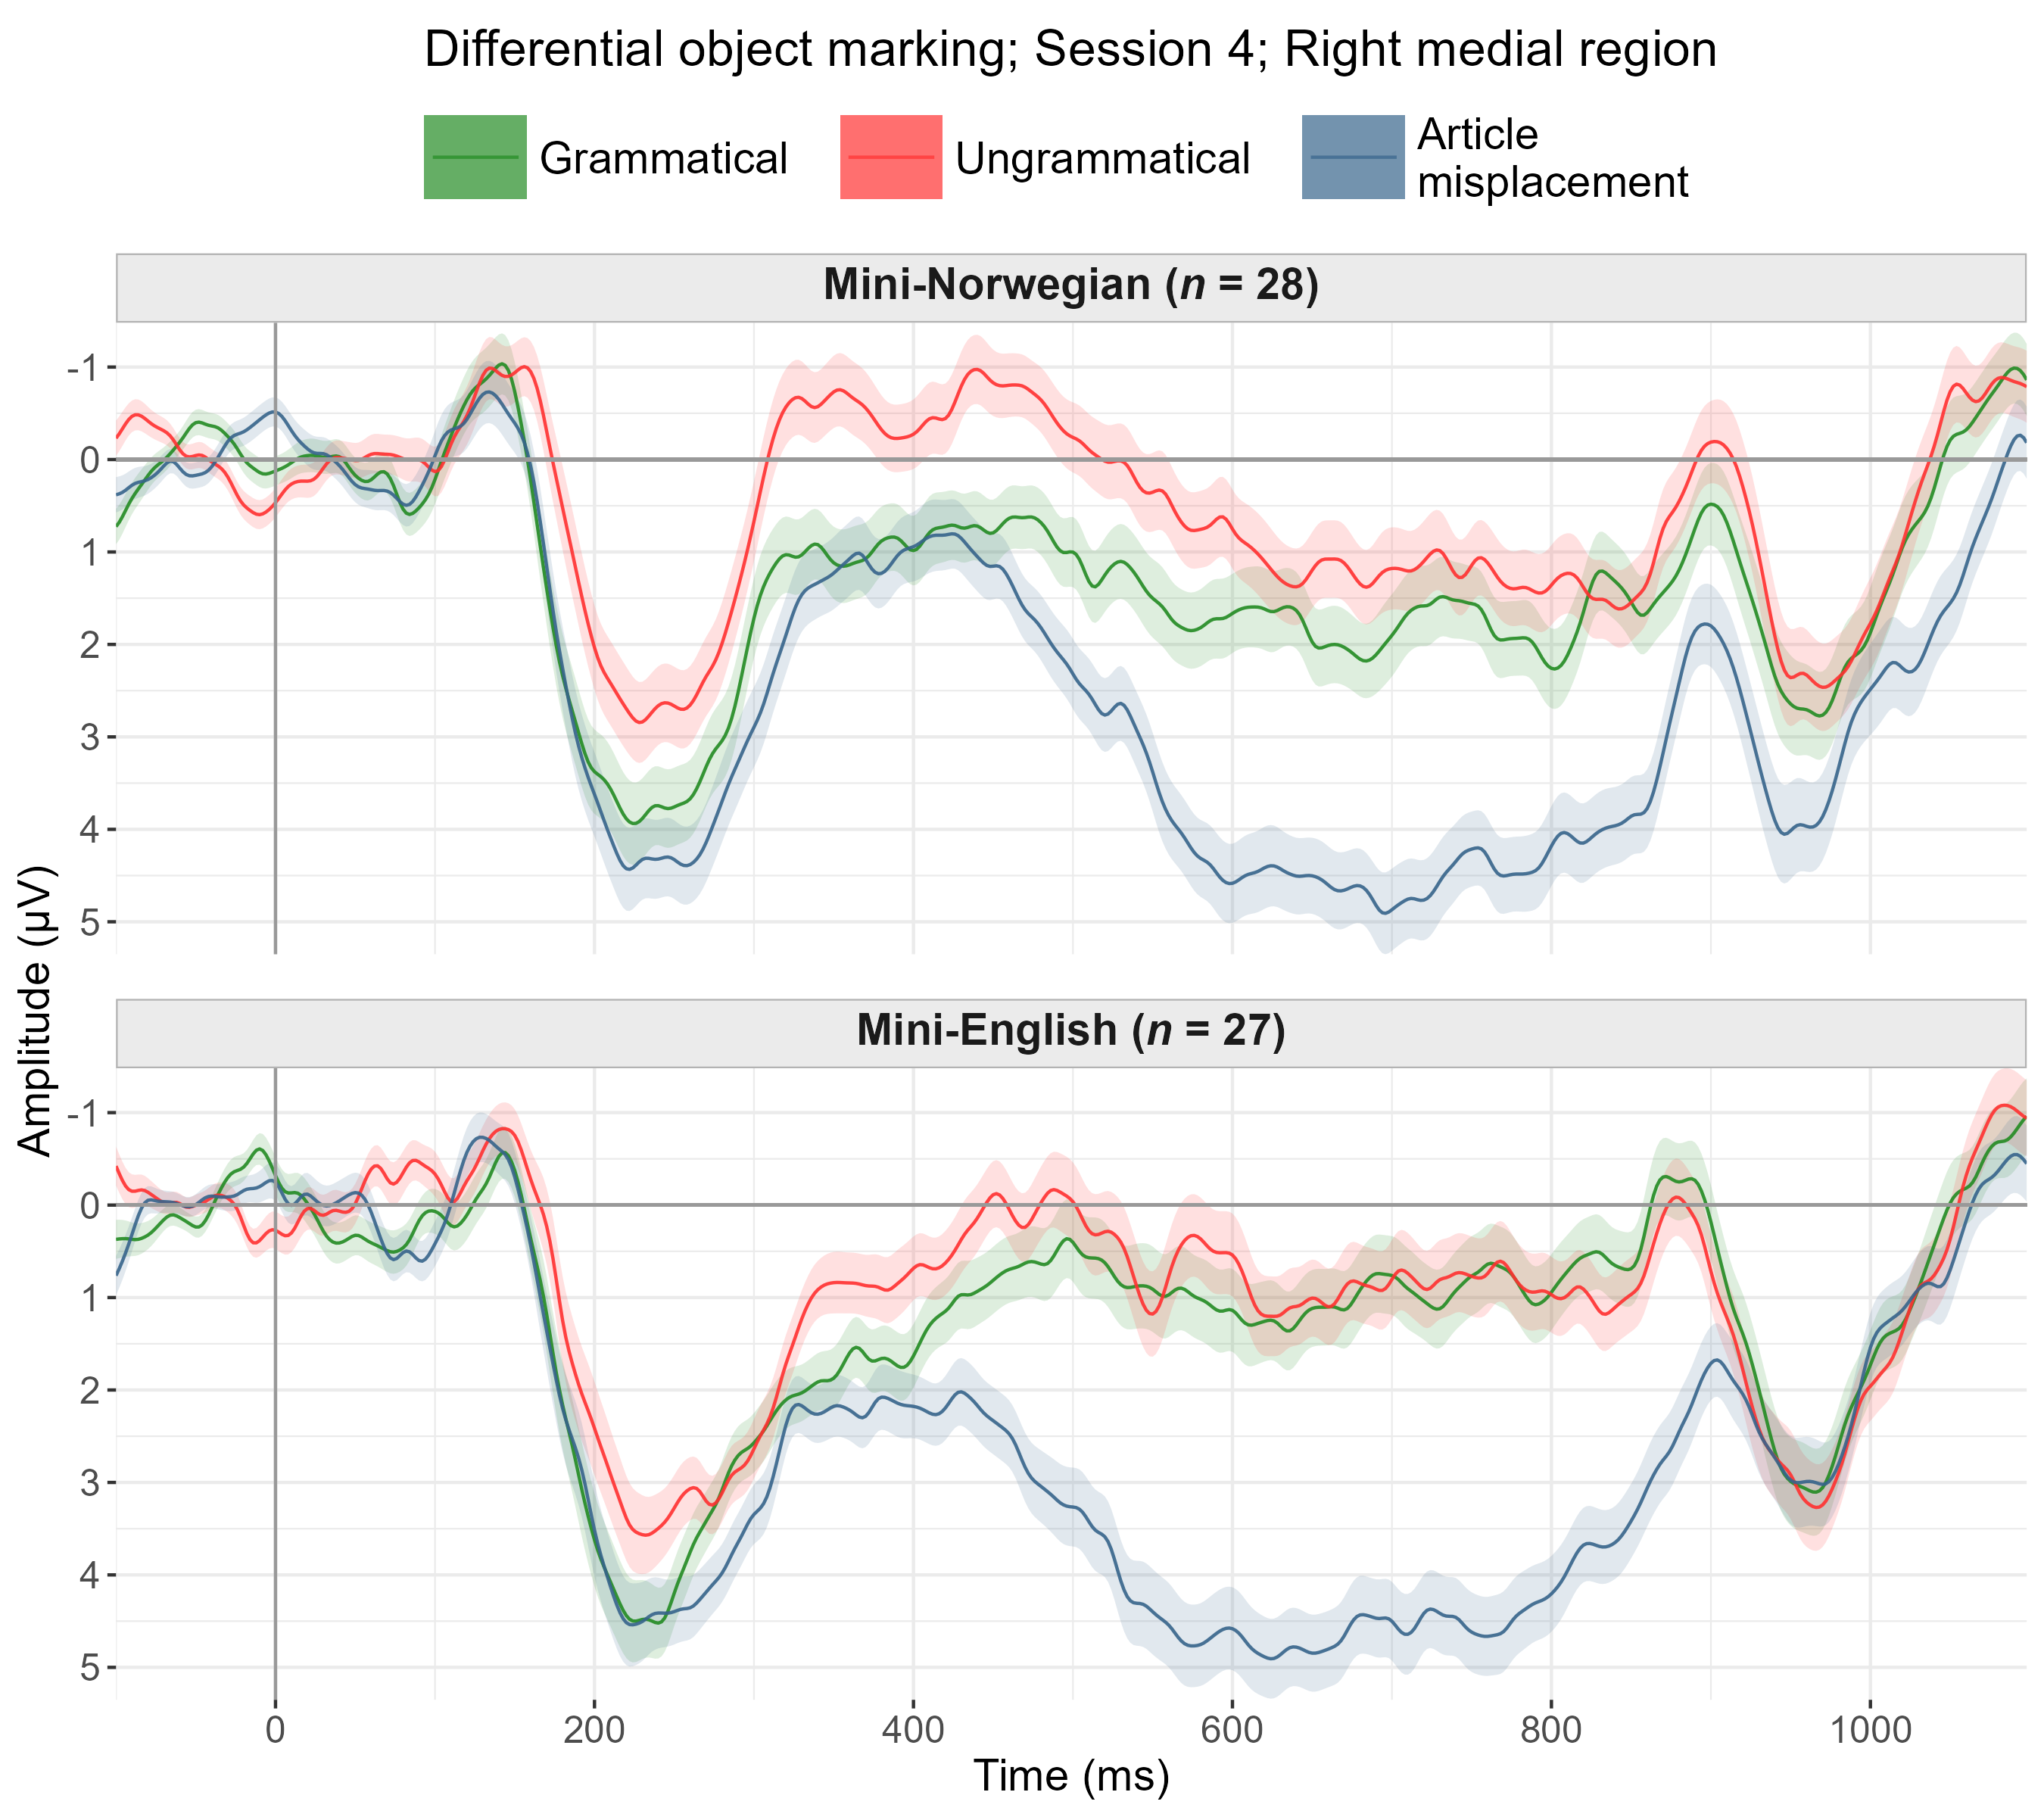 Differential object marking; Session 4; Right medial region
Grammatical
Ungrammatical
Article
misplacement
Mini-Norwegian (n = 28)
-1
0
1
2
3
4
5
Mini-English (n = 27)
-1
0
1
2
3
4
5
Amplitude (µV)
0 200 400 600 800 1000
Time (ms)